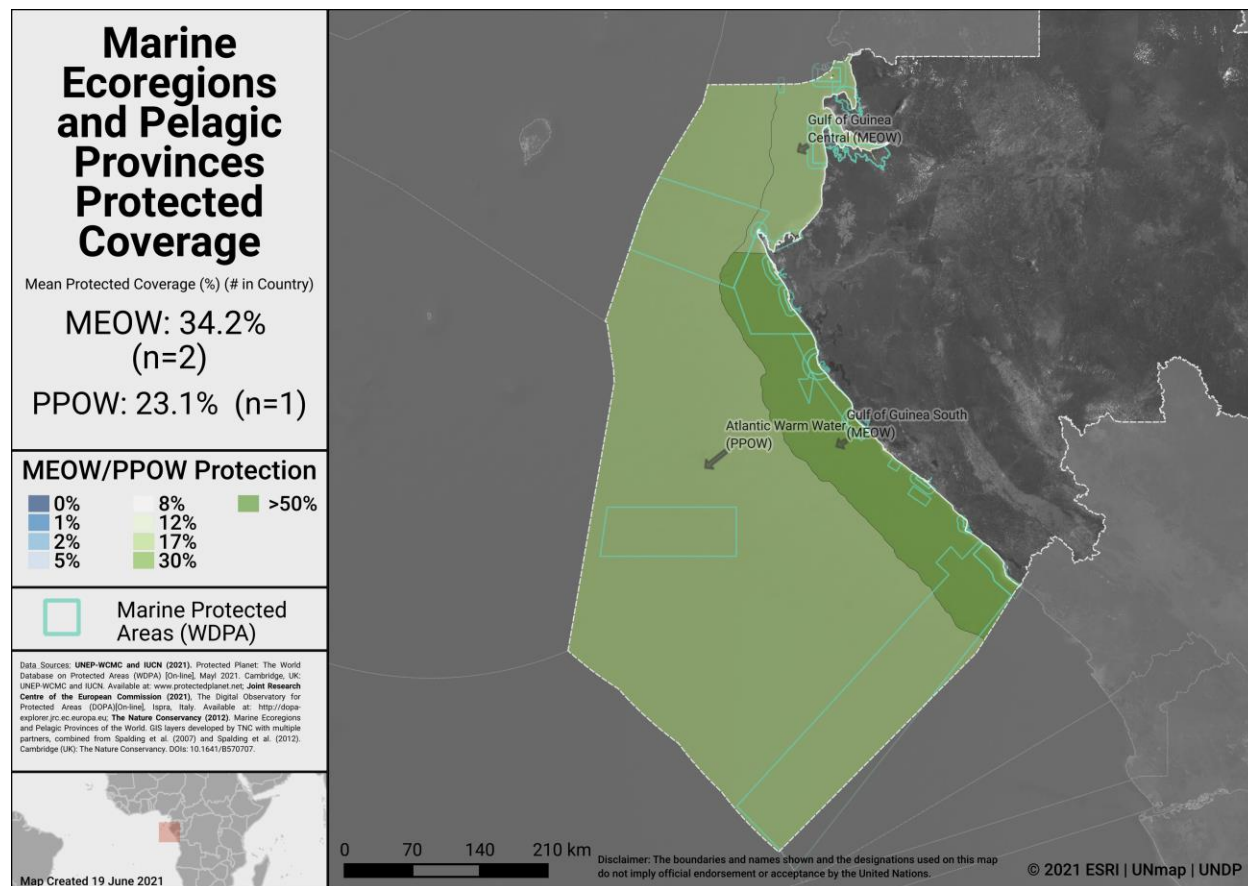 Marine
Ecoregions
and Pelagic
Provinces
Protected
Coverage
Mean Protected Coverage (%) (# in Country)
MEOW: 34.2%
(n=2)
PPOW: 23.1% (n=1)
MEOW/PPOW Protection
0%
1%
2%
5%
8%
12%
17%
30%
>50%
Marine Protected
Areas (WDPA)
Data Sources: UNEP-WCMC and IUCN (2021). Protected Planet: The World
Database on Protected Areas (WDPA) [On-line], Mayl 2021. Cambridge, UK:
UNEP-WCMC and IUCN. Available at: www.protectedplanet.net; Joint Research
Centre of the European Commission (2021), The Digital Observatory for
Protected Areas (DOPA)[On-line], Ispra, Italy. Available at: http://dopa-
explorer.jrc.ec.europa.eu; The Nature Conservancy (2012). Marine Ecoregions
and Pelagic Provinces of the World. GIS layers developed by TNC with multiple
partners, combined from Spalding et al. (2007) and Spalding et al. (2012).
Cambridge (UK): The Nature Conservancy. DOIs: 10.1641/B570707.
Map Created 19 June 2021
Gulf of Guinea
Central (MEOW)
Atlantic Warm Water
(PPOW)
Gulf of Guinea South
(MEOW)
0 70 140 210 km
Disclaimer: The boundaries and names shown and the designations used on this map
do not imply official endorsement or acceptance by the United Nations.
© 2021 ESRI | UNmap | UNDP